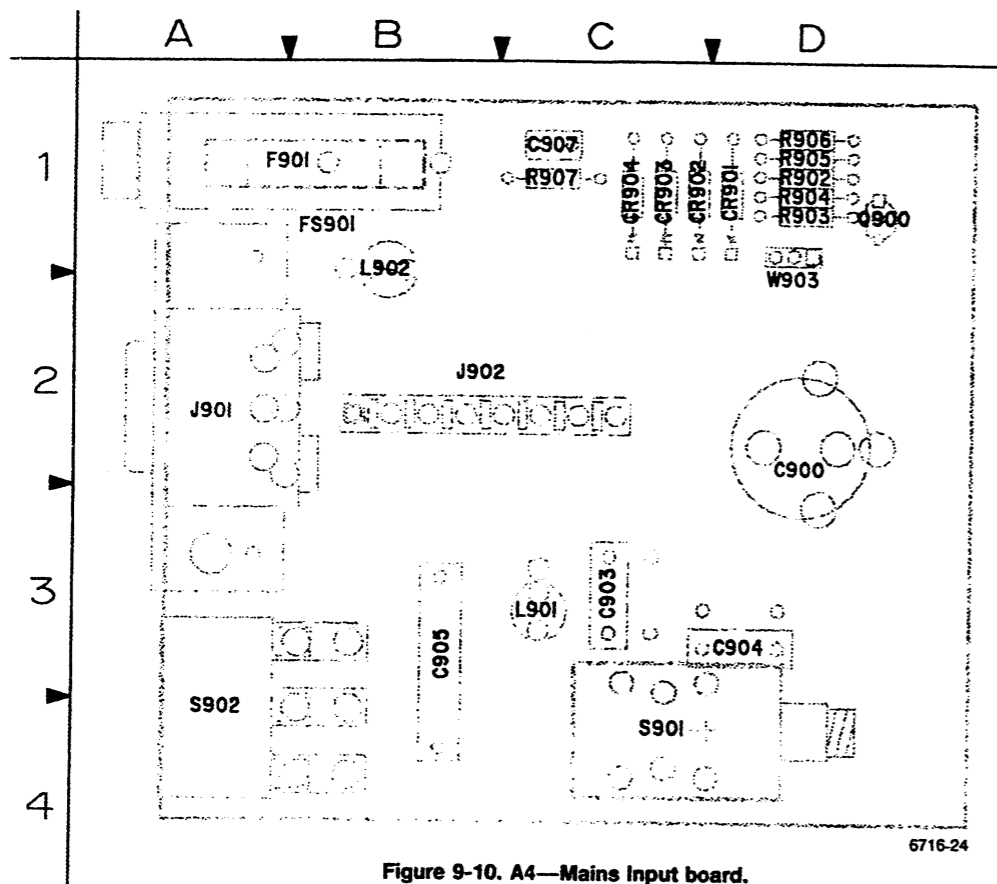 A B C D
1
F901
C907
R907
CR904
CR903
CR902
CR901
R906
R905
R902
R904
R903
Q900
FS901
L902
W903
2
J902
J901
C900
3
C905
L901
C903
C904
S902
S901
4
6716-24
Figure 9-10. A4—Mains Input board.